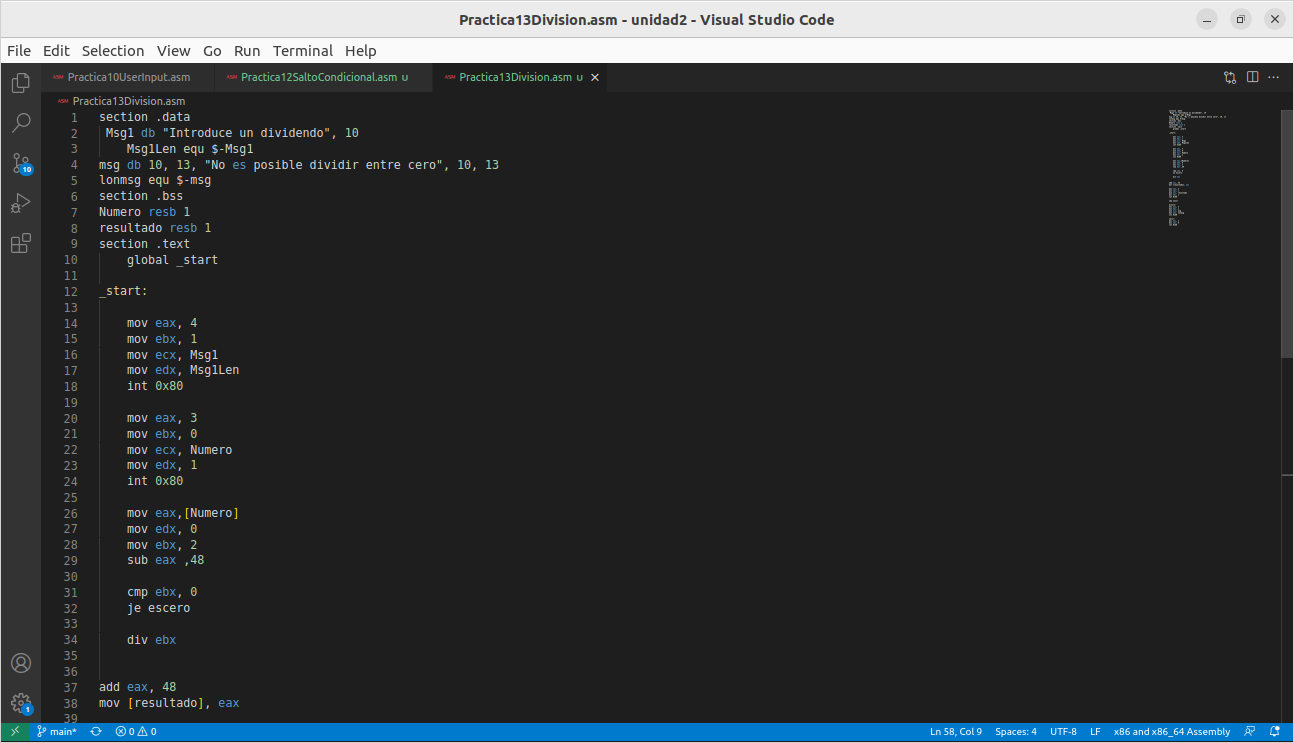 Practica13Division.asm - unidad2 - Visual Studio Code
File Edit Selection View Go Run Terminal Help
ASM Practica10UserInput.asm ASM Practica12SaltoCondicional.asm U ASM Practica13Division.asm U
ASM Practica13Division.asm
1 section .data
2 Msg1 db "Introduce un dividendo", 10
3 Msg1Len equ $-Msg1
4 msg db 10, 13, "No es posible dividir entre cero", 10, 13
5 lonmsg equ $-msg
6 section .bss
7 Numero resb 1
8 resultado resb 1
9 section .text
10 global _start
11
12 _start:
13
14 mov eax, 4
15 mov ebx, 1
16 mov ecx, Msg1
17 mov edx, Msg1Len
18 int 0x80
19
20 mov eax, 3
21 mov ebx, 0
22 mov ecx, Numero
23 mov edx, 1
24 int 0x80
25
26 mov eax,[Numero]
27 mov edx, 0
28 mov ebx, 2
29 sub eax ,48
30
31 cmp ebx, 0
32 je escero
33
34 div ebx
35
36
37 add eax, 48
38 mov [resultado], eax
39
10
1
main* 0 0 Ln 58, Col 9 Spaces: 4 UTF-8 LF x86 and x86_64 Assembly